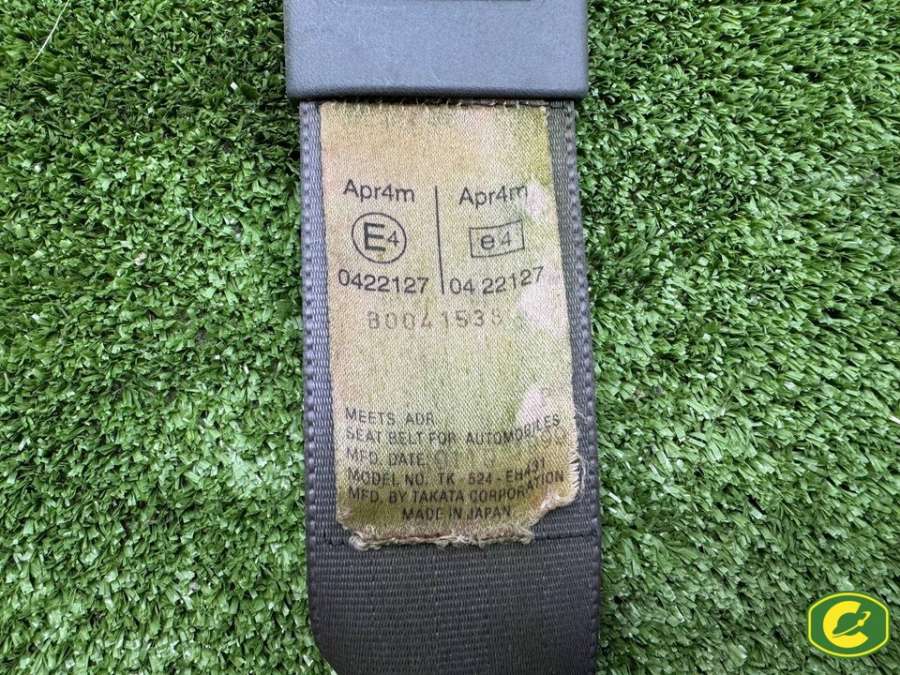 Apr4m Apr4m
E4 e4
0422127 04 22127
B0041538
MEETS ADR
SEAT BELT FOR AUTOMOBILES
MFD. DATE:
MODEL NO. TK - 524 - EH431
MFD. BY TAKATA CORPORATION
MADE IN JAPAN